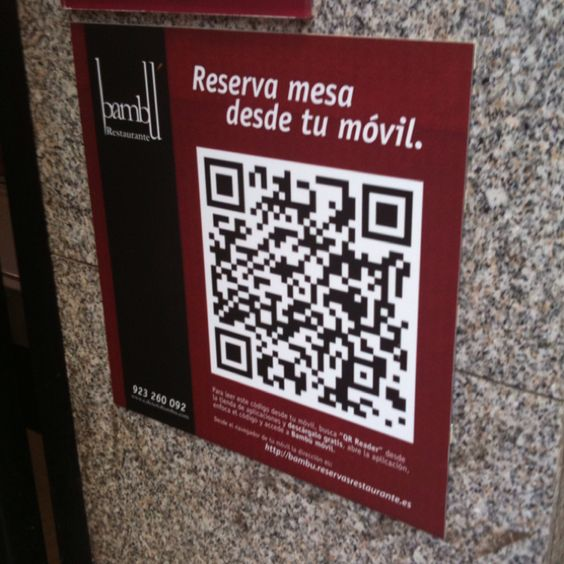 bambú
Restaurante
Reserva mesa
desde tu móvil.
923 260 092
Para leer este código desde tu móvil, busca "QR Reader" desde
la tienda de aplicaciones y descárgalo gratis, abre la aplicación,
enfoca el código y accede a Bambú móvil.
Desde el navegador de tu móvil la dirección es:
http://bambu.reservasrestaurante.es